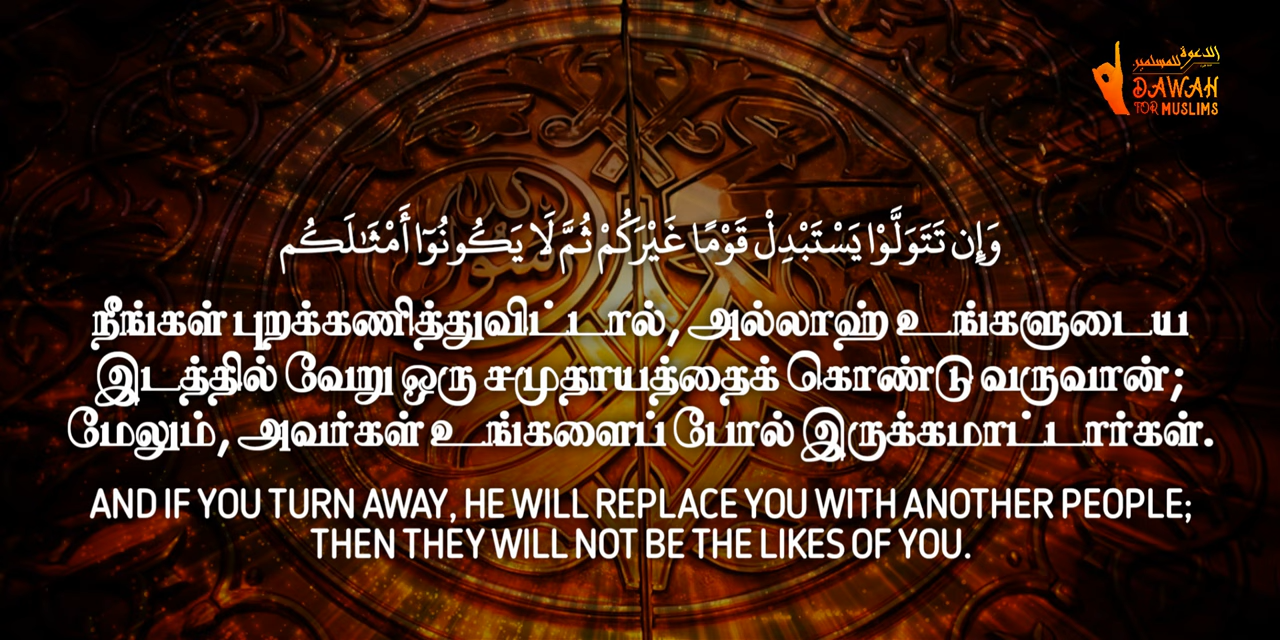 الدعوة
للمسلمين
DAWAH
FOR MUSLIMS
وَإِن تَتَوَلَّوْا۟ يَسْتَبْدِلْ قَوْمًا غَيْرَكُمْ ثُمَّ لَا يَكُونُوٓا۟ أَمْثَـٰلَكُم
நீங்கள் புறக்கணித்துவிட்டால், அல்லாஹ் உங்களுடைய
இடத்தில் வேறு ஒரு சமுதாயத்தைக் கொண்டு வருவான்;
மேலும், அவர்கள் உங்களைப் போல் இருக்கமாட்டார்கள்.
AND IF YOU TURN AWAY, HE WILL REPLACE YOU WITH ANOTHER PEOPLE;
THEN THEY WILL NOT BE THE LIKES OF YOU.